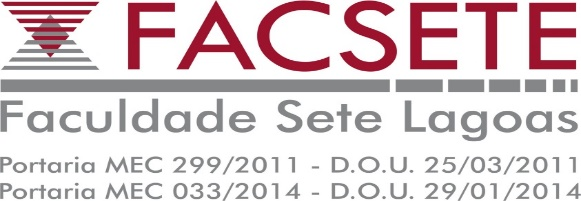 FACSETE
Faculdade Sete Lagoas
Portaria MEC 299/2011 - D.O.U. 25/03/2011
Portaria MEC 033/2014 - D.O.U. 29/01/2014